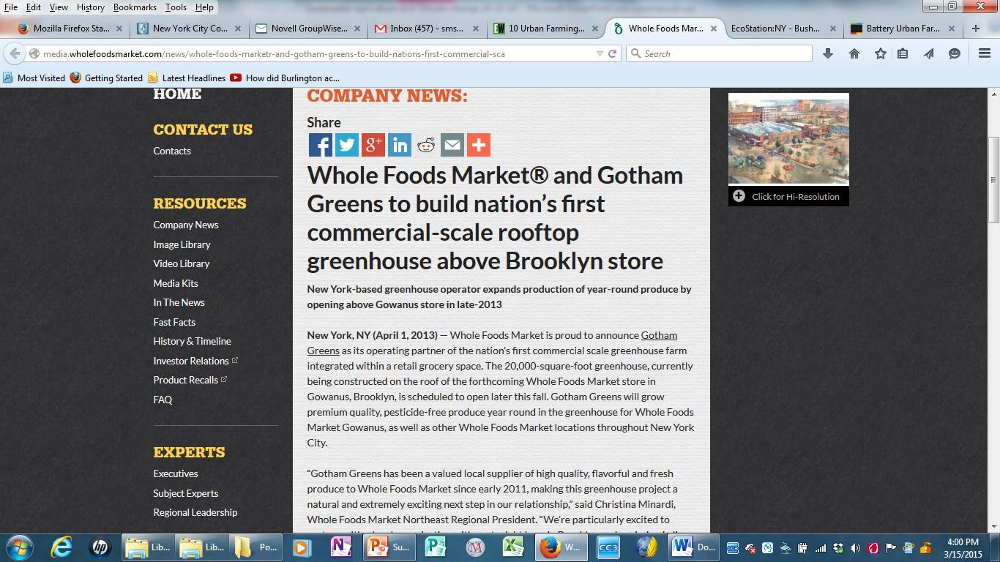 File Edit View History Bookmarks Tools Help
Mozilla Firefox Sta...
New York City Co...
Novell GroupWise...
Inbox (457) - sms...
10 Urban Farming...
Whole Foods Mar...
EcoStation:NY - Bush...
Battery Urban Far...
media.wholefoodsmarket.com/news/whole-foods-marketr-and-gotham-greens-to-build-nations-first-commercial-sca
Search
Most Visited
Getting Started
Latest Headlines
How did Burlington ac...
HOME
CONTACT US
Contacts
RESOURCES
Company News
Image Library
Video Library
Media Kits
In The News
Fast Facts
History & Timeline
Investor Relations
Product Recalls
FAQ
EXPERTS
Executives
Subject Experts
Regional Leadership
COMPANY NEWS:
Share
Whole Foods Market® and Gotham
Greens to build nation's first
commercial-scale rooftop
greenhouse above Brooklyn store
New York-based greenhouse operator expands production of year-round produce by
opening above Gowanus store in late-2013
New York, NY (April 1, 2013) — Whole Foods Market is proud to announce Gotham
Greens as its operating partner of the nation's first commercial scale greenhouse farm
integrated within a retail grocery space. The 20,000-square-foot greenhouse, currently
being constructed on the roof of the forthcoming Whole Foods Market store in
Gowanus, Brooklyn, is scheduled to open later this fall. Gotham Greens will grow
premium quality, pesticide-free produce year round in the greenhouse for Whole Foods
Market Gowanus, as well as other Whole Foods Market locations throughout New York
City.
“Gotham Greens has been a valued local supplier of high quality, flavorful and fresh
produce to Whole Foods Market since early 2011, making this greenhouse project a
natural and extremely exciting next step in our relationship,” said Christina Minardi,
Whole Foods Market Northeast Regional President. “We’re particularly excited to
Click for Hi-Resolution
Lib...
Lib...
Po...
Su...
W...
CC3
Do...
CC3
4:00 PM
3/15/2015